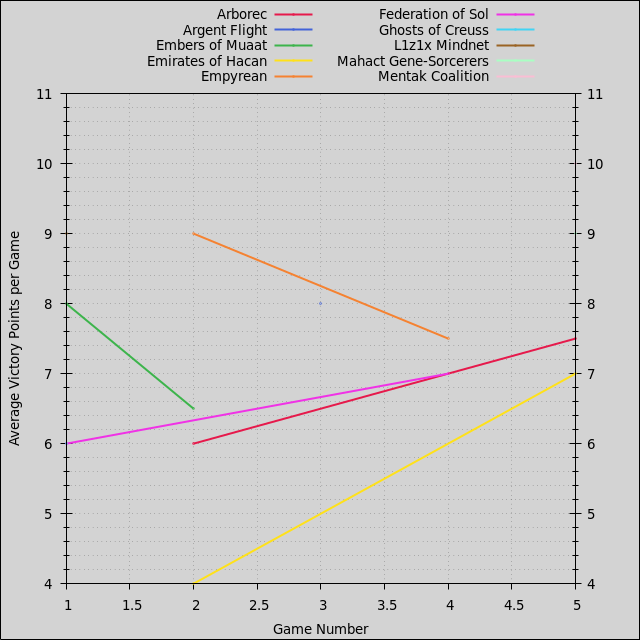 Arborec Federation of Sol
Argent Flight Ghosts of Creuss
Embers of Muaat L1z1x Mindnet
Emirates of Hacan Mahact Gene-Sorcerers
Empyrean Mentak Coalition
11 11
10 10
9 9
8 8
7 7
6 6
5 5
4 4
Average Victory Points per Game
1 1.5 2 2.5 3 3.5 4 4.5 5
Game Number